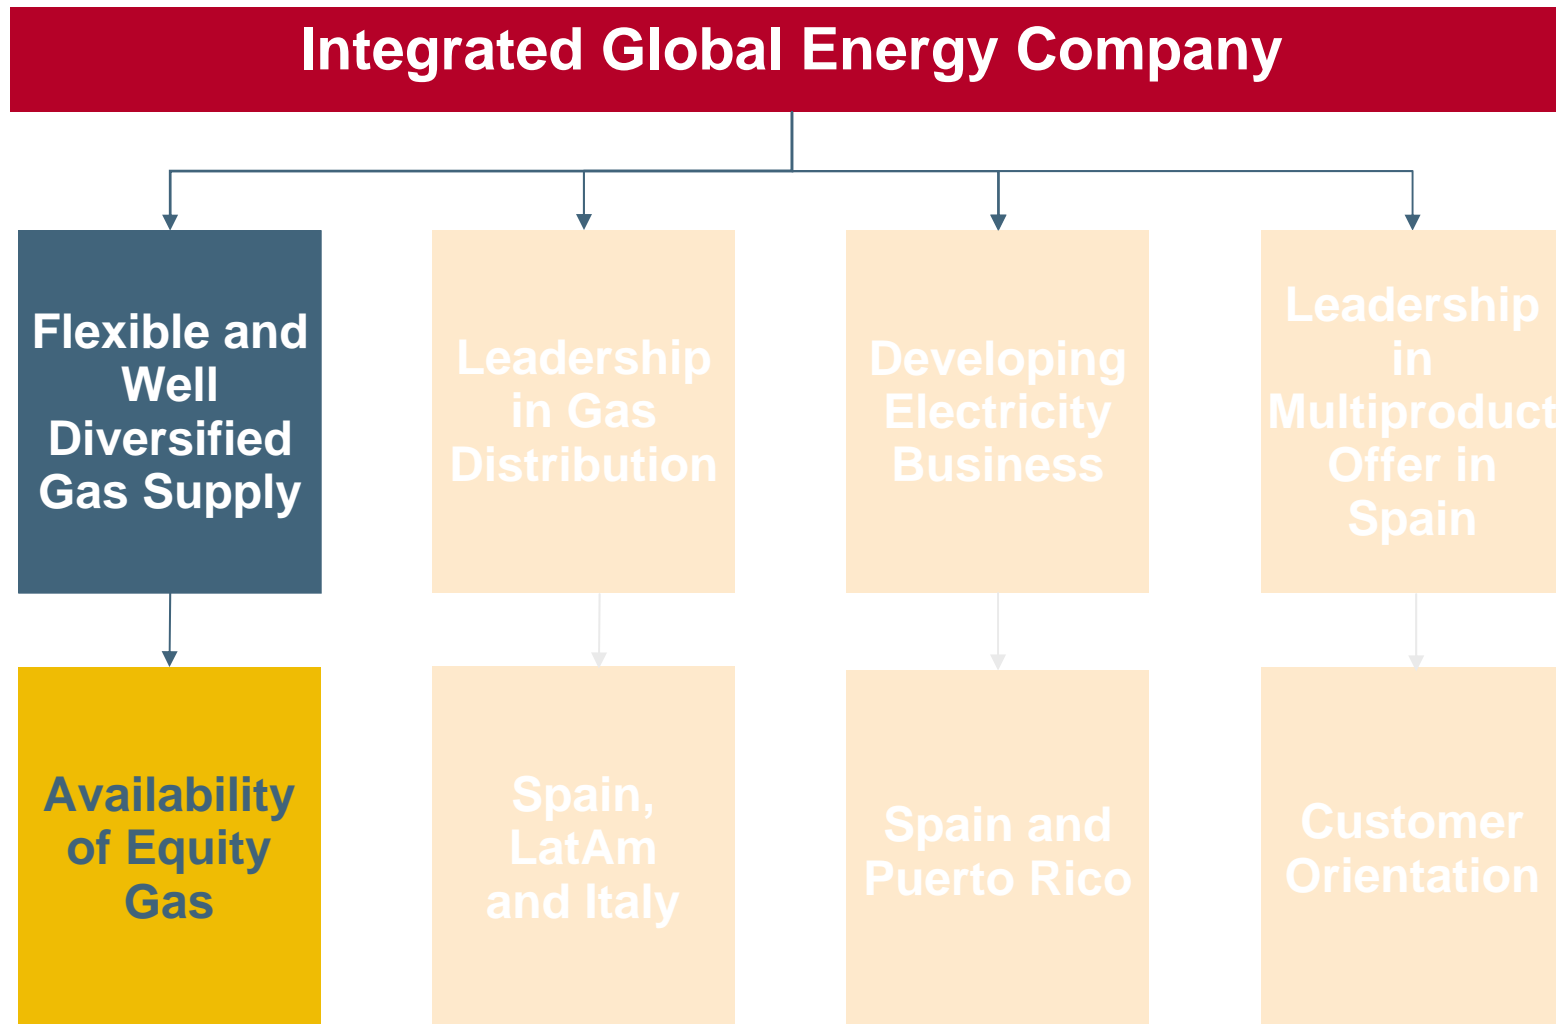 Integrated Global Energy Company
Flexible and
Well
Diversified
Gas Supply
Leadership
in Gas
Distribution
Developing
Electricity
Business
Leadership
in
Multiproduct
Offer in
Spain
Availability
of Equity
Gas
Spain,
LatAm
and Italy
Spain and
Puerto Rico
Customer
Orientation